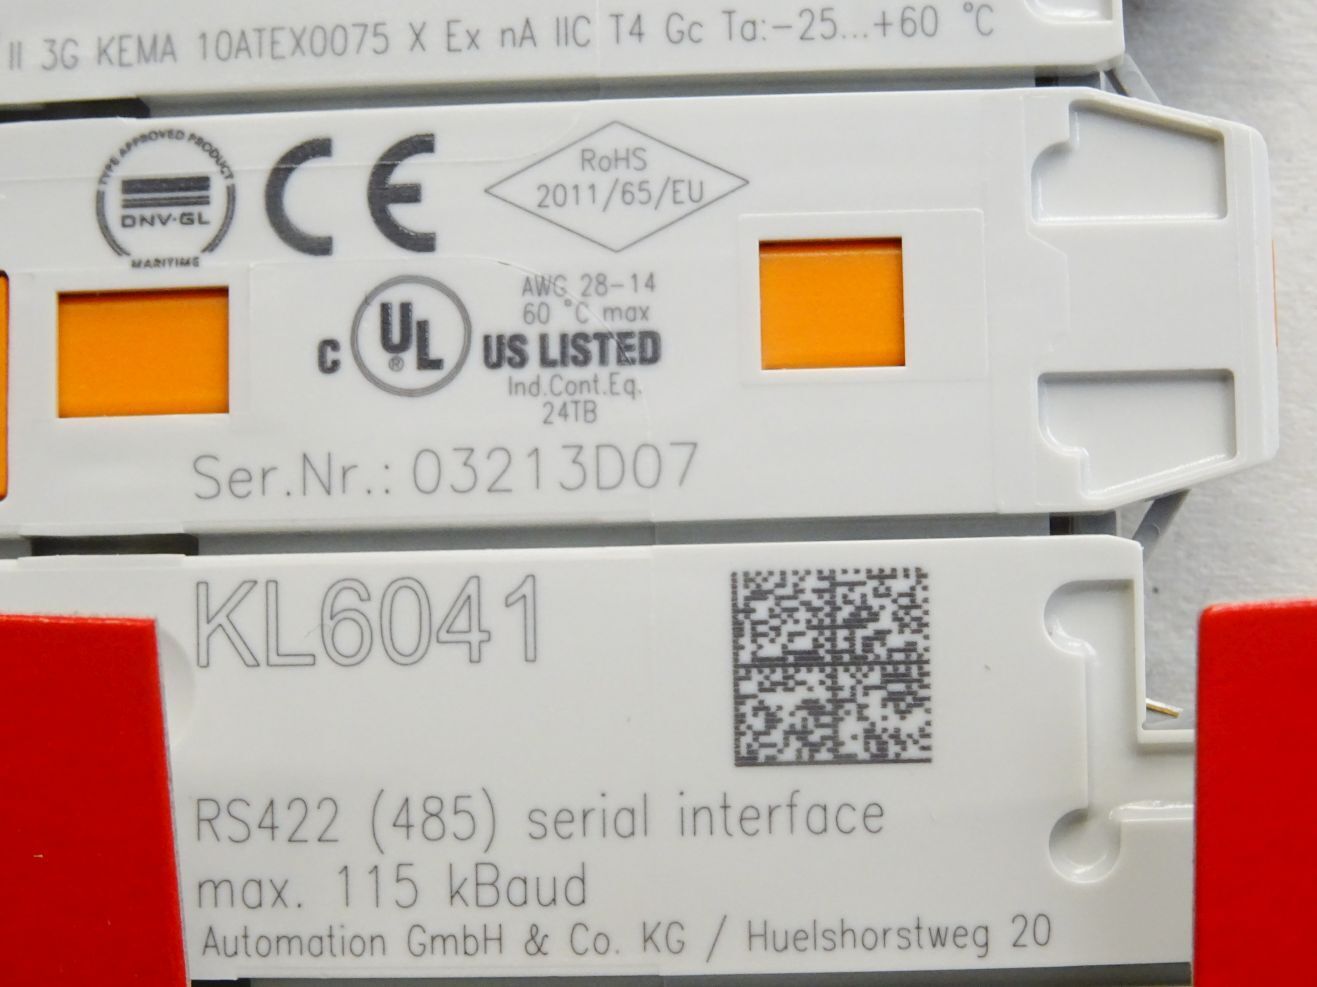 II 3G KEMA 10ATEX0075 X Ex nA IIC T4 Gc Ta:-25...+60 °C
TYPE APPROVED PRODUCT
DNV·GL
MARITIME
CE
RoHS
2011/65/EU
AWG 28-14
60 °C max
C UL ® US LISTED
Ind.Cont.Eq.
24TB
Ser.Nr.: 03213D07
KL6041
RS422 (485) serial interface
max. 115 kBaud
Automation GmbH & Co. KG / Huelshorstweg 20